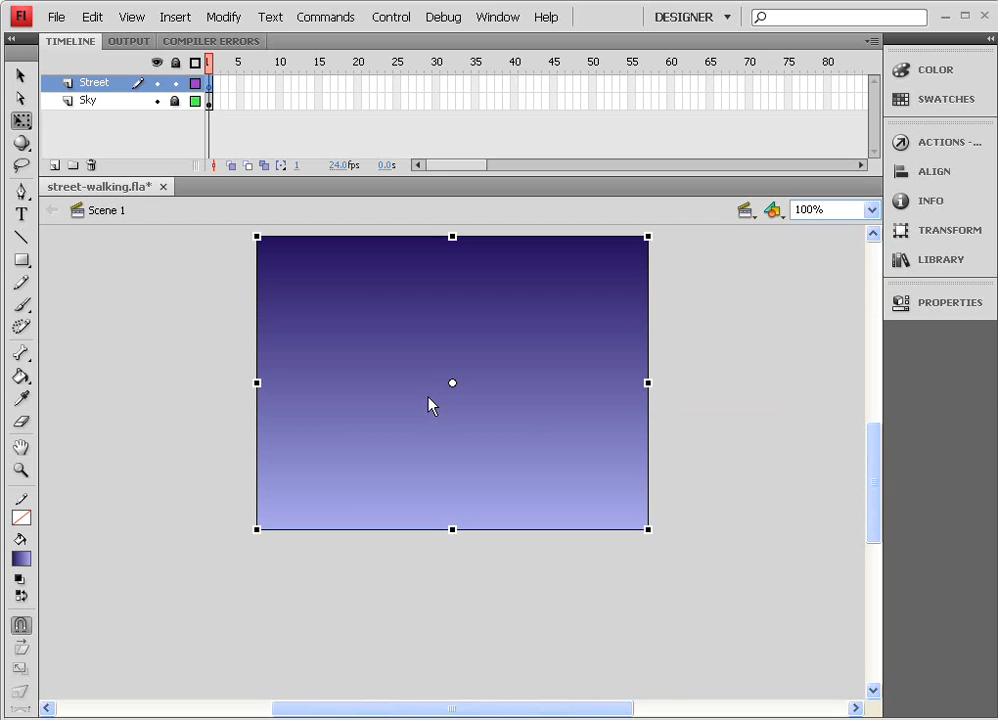 Fl File Edit View Insert Modify Text Commands Control Debug Window Help DESIGNER
TIMELINE OUTPUT COMPILER ERRORS
1 5 10 15 20 25 30 35 40 45 50 55 60 65 70 75 80
Street
Sky
1 24.0fps 0.0s
street-walking.fla*
Scene 1 100%
COLOR
SWATCHES
ACTIONS -...
ALIGN
INFO
TRANSFORM
LIBRARY
PROPERTIES
T